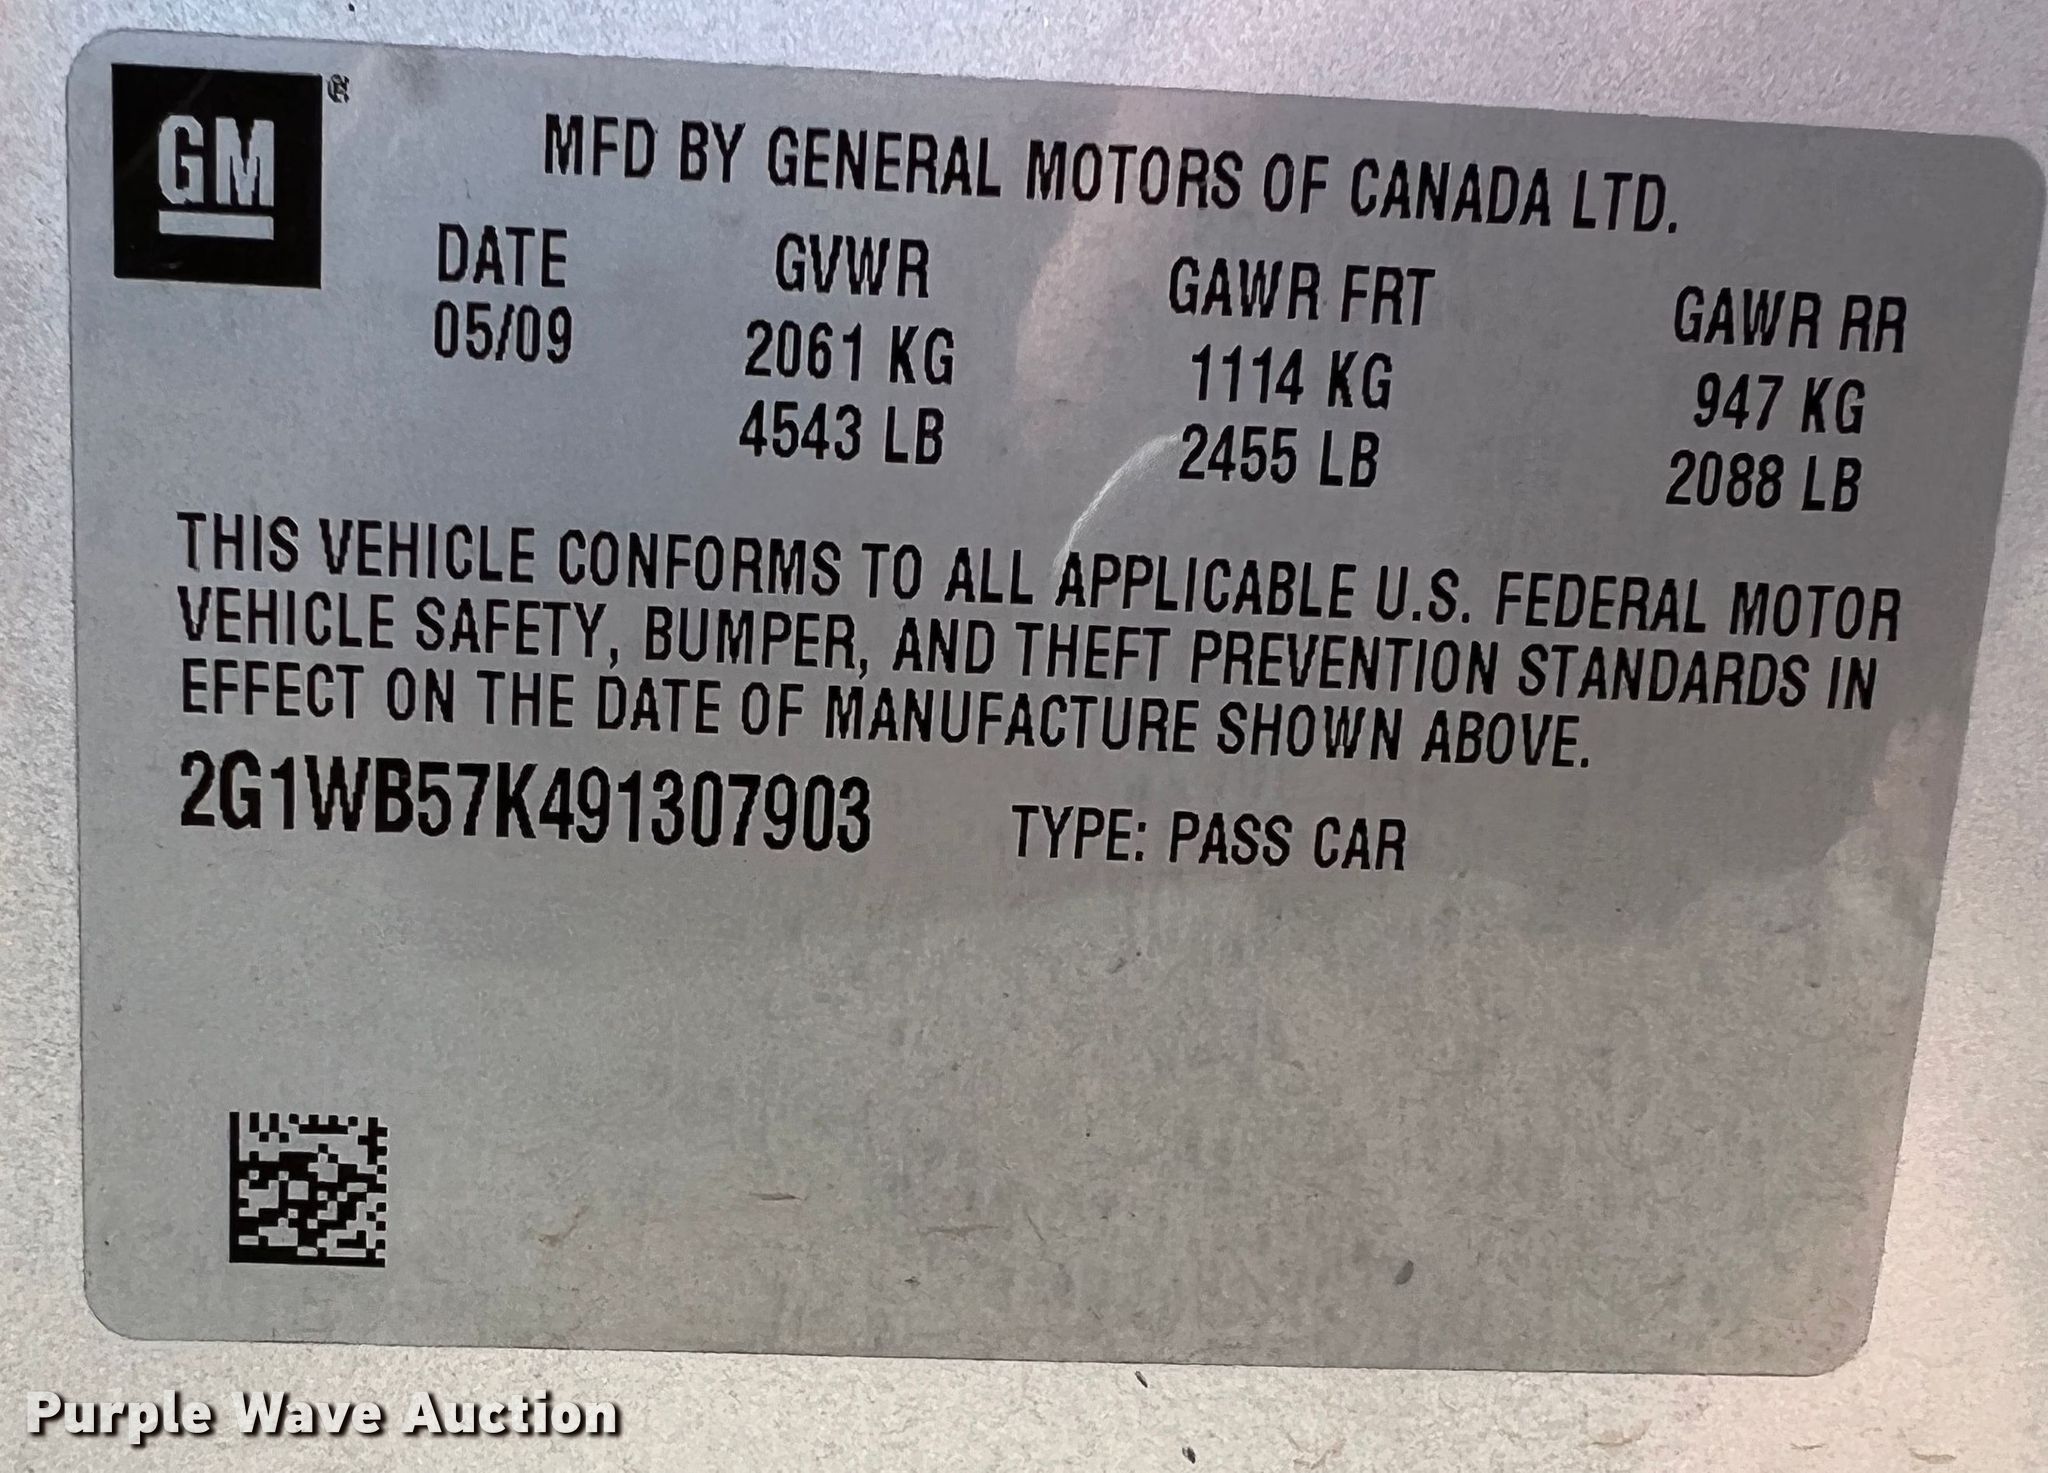 GM ®
MFD BY GENERAL MOTORS OF CANADA LTD.
DATE GVWR GAWR FRT GAWR RR
05/09 2061 KG 1114 KG 947 KG
4543 LB 2455 LB 2088 LB
THIS VEHICLE CONFORMS TO ALL APPLICABLE U.S. FEDERAL MOTOR
VEHICLE SAFETY, BUMPER, AND THEFT PREVENTION STANDARDS IN
EFFECT ON THE DATE OF MANUFACTURE SHOWN ABOVE.
2G1WB57K491307903 TYPE: PASS CAR
Purple Wave Auction